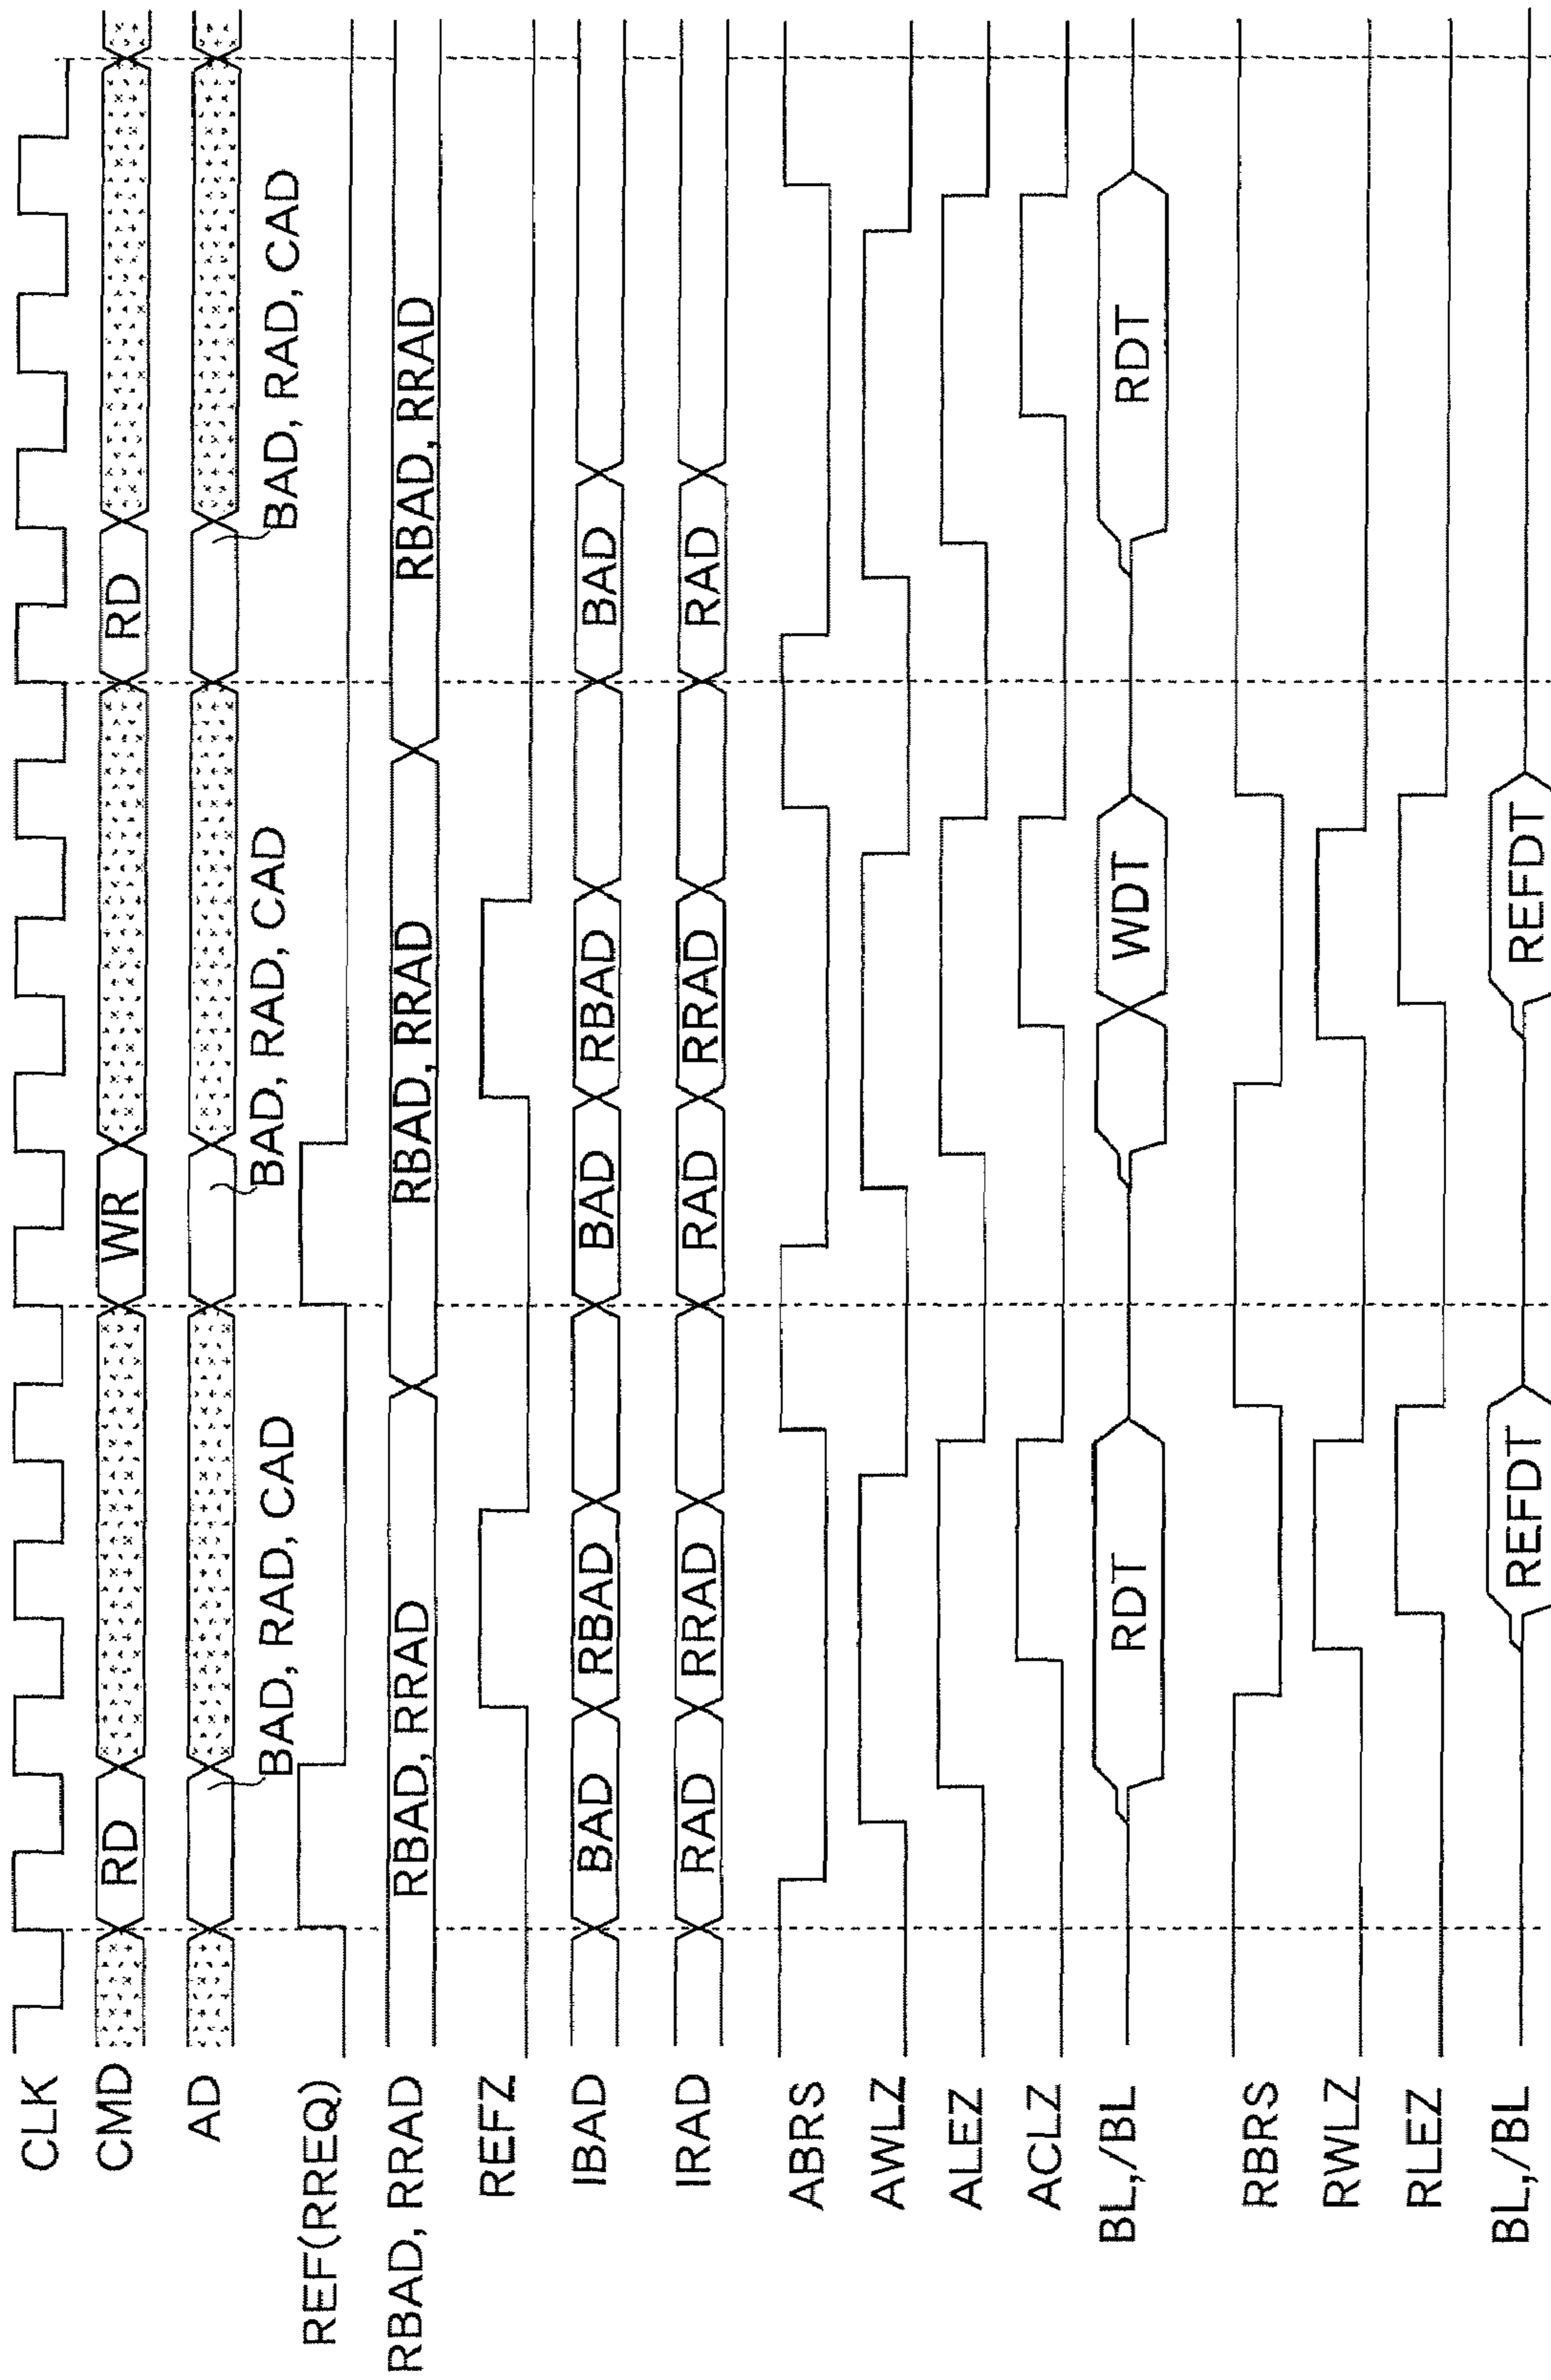 CLK
CMD RD WR RD
AD
BAD, RAD, CAD BAD, RAD, CAD BAD, RAD, CAD
REF(RREQ)
RBAD, RRAD RBAD, RRAD RBAD, RRAD RBAD, RRAD
REFZ
IBAD BAD RBAD BAD RBAD BAD
IRAD RAD RRAD RAD RRAD RAD
ABRS
AWLZ
ALEZ
ACLZ
BL,/BL RDT WDT RDT
RBRS
RWLZ
RLEZ
BL,/BL REFDT REFDT